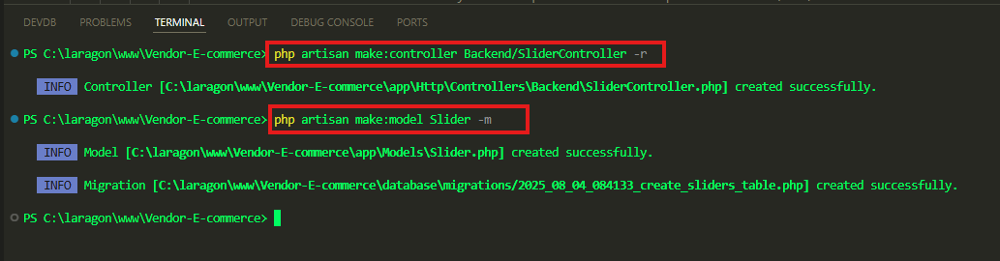 DEVDB PROBLEMS TERMINAL OUTPUT DEBUG CONSOLE PORTS
PS C:\laragon\www\Vendor-E-commerce> php artisan make:controller Backend/SliderController -r
INFO Controller [C:\laragon\www\Vendor-E-commerce\app\Http\Controllers\Backend\SliderController.php] created successfully.
PS C:\laragon\www\Vendor-E-commerce> php artisan make:model Slider -m
INFO Model [C:\laragon\www\Vendor-E-commerce\app\Models\Slider.php] created successfully.
INFO Migration [C:\laragon\www\Vendor-E-commerce\database\migrations/2025_08_04_084133_create_sliders_table.php] created successfully.
PS C:\laragon\www\Vendor-E-commerce>